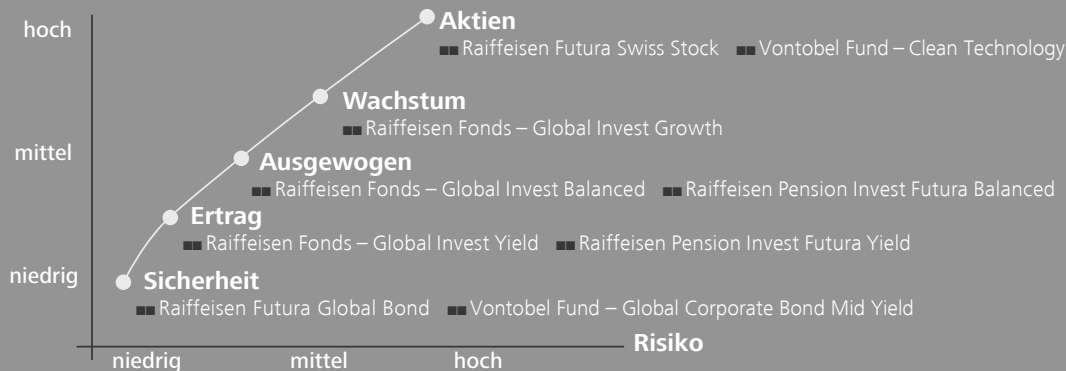 hoch
Aktien
Raiffeisen Futura Swiss Stock Vontobel Fund – Clean Technology
Wachstum
Raiffeisen Fonds – Global Invest Growth
mittel
Ausgewogen
Raiffeisen Fonds – Global Invest Balanced Raiffeisen Pension Invest Futura Balanced
Ertrag
Raiffeisen Fonds – Global Invest Yield Raiffeisen Pension Invest Futura Yield
niedrig
Sicherheit
Raiffeisen Futura Global Bond Vontobel Fund – Global Corporate Bond Mid Yield
Risiko
niedrig mittel hoch